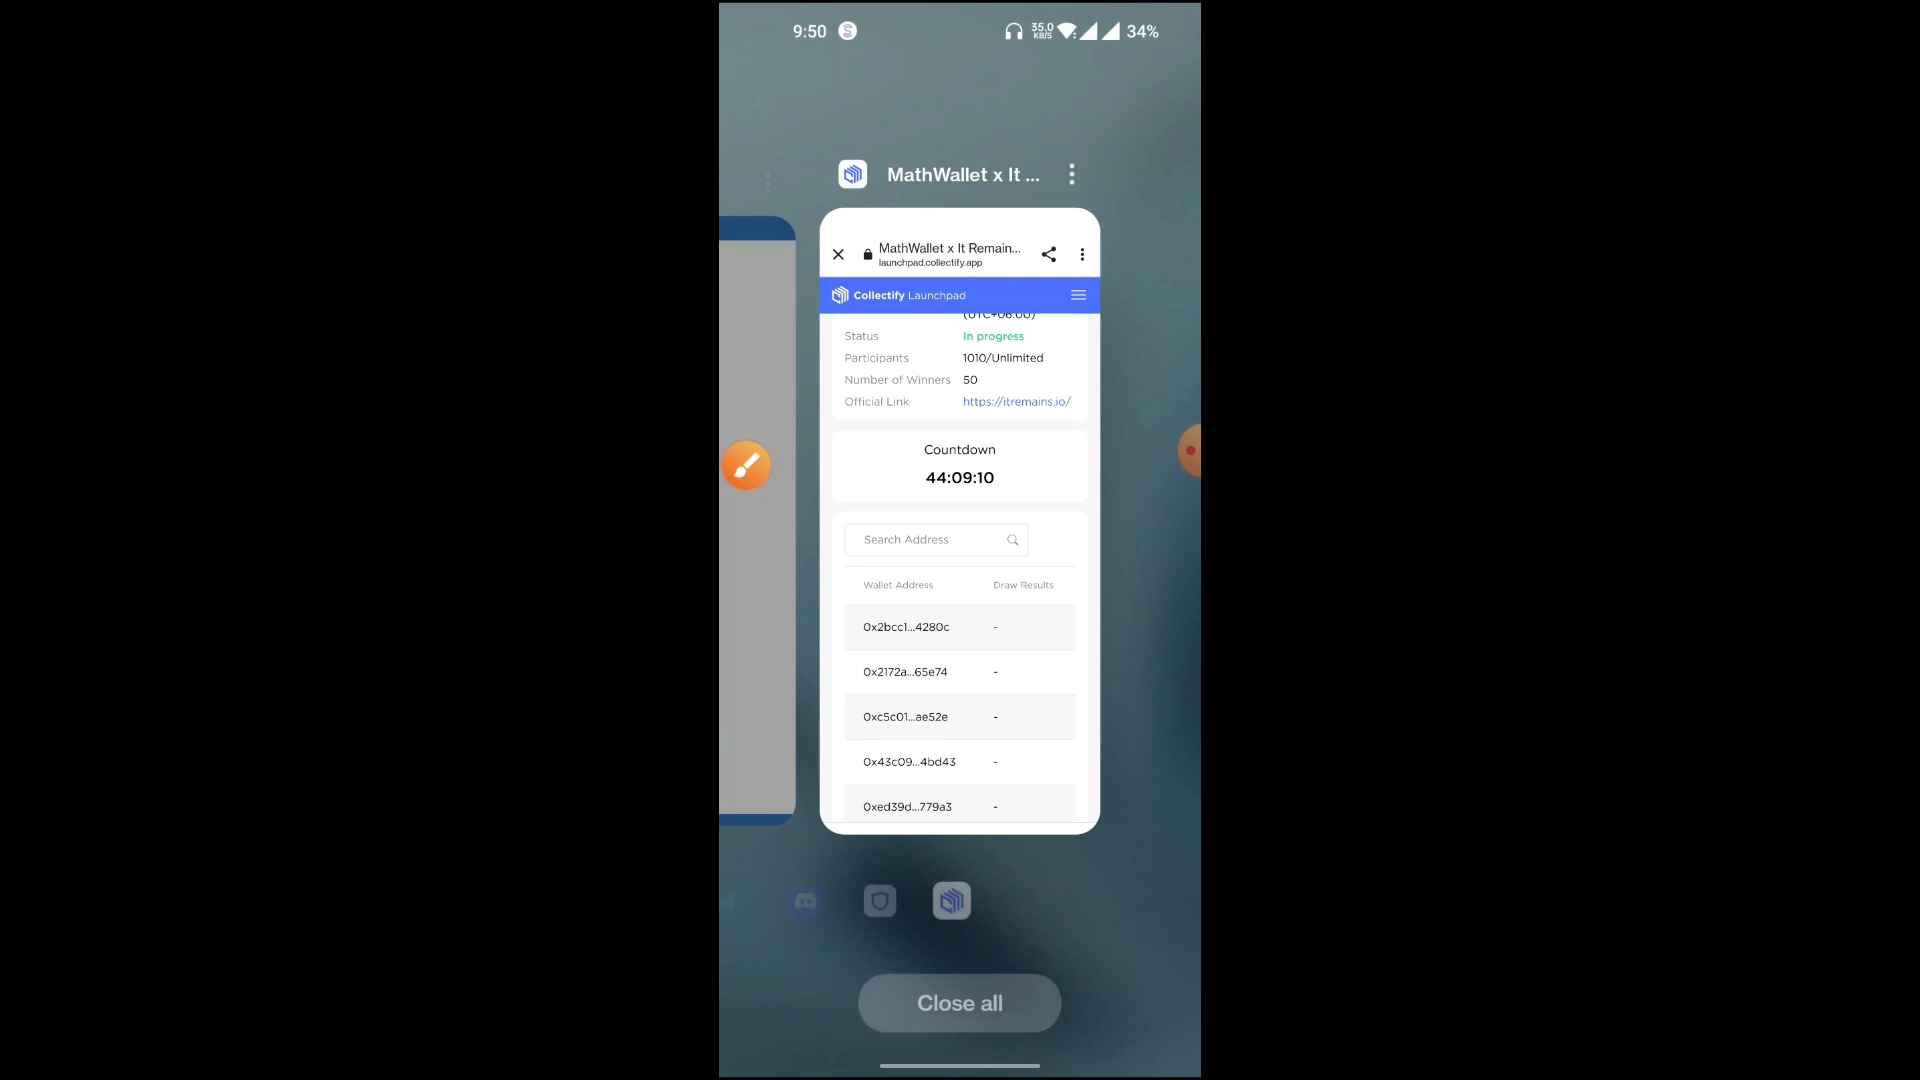 9:50 35.0 KB/S 34%
MathWallet x It ...
MathWallet x It Remain...
launchpad.collectify.app
Collectify Launchpad
(UTC+06:00)
Status In progress
Participants 1010/Unlimited
Number of Winners 50
Official Link https://itremains.io/
Countdown
44:09:10
Search Address
Wallet Address Draw Results
0x2bcc1...4280c -
0x2172a...65e74 -
0xc5c01...ae52e -
0x43c09...4bd43 -
0xed39d...779a3 -
Close all